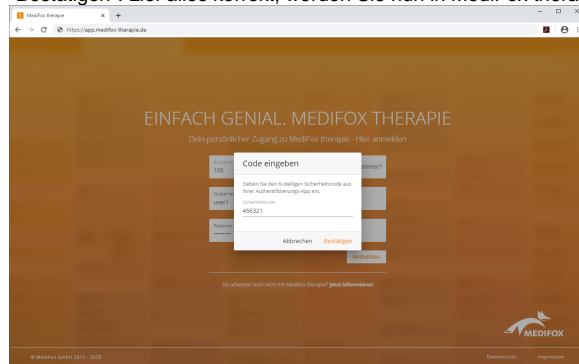 "Bestätigen". Ist alles korrekt, werden Sie nun in MediFox thera
MediFox therapie
https://app.medifox-therapie.de
EINFACH GENIAL. MEDIFOX THERAPIE
Dein persönlicher Zugang zu MediFox therapie - Hier anmelden
105
ummer?
user1
Passwort
••••••••
Code eingeben
Geben Sie den 6-stelligen Sicherheitscode aus
Ihrer Authentifizierungs-App ein.
Sicherheitscode
456321
Abbrechen Bestätigen
Anmelden
Du arbeitest noch nicht mit MediFox therapie? Jetzt informieren
MEDIFOX
© MediFox GmbH 2015 - 2020
Datenschutz Impressum